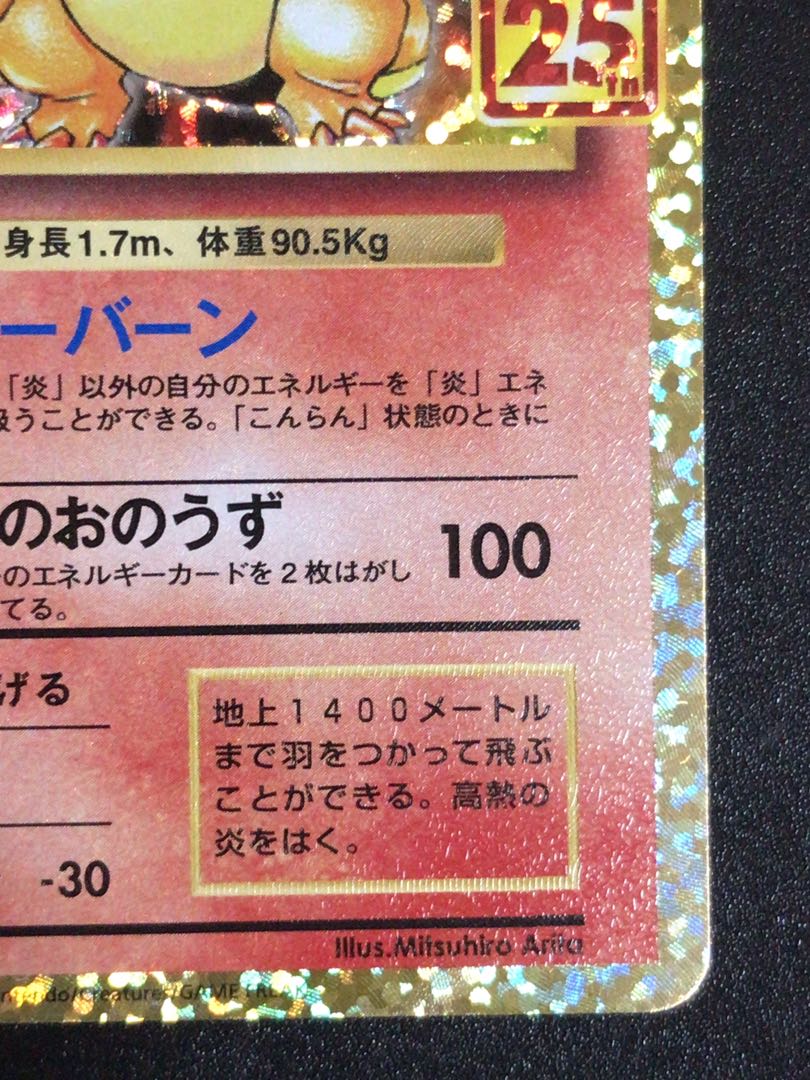 25th
身長1.7m、体重90.5Kg
ーバーン
「炎」以外の自分のエネルギーを「炎」エネ
扱うことができる。「こんらん」状態のときに
のおのうず 100
のエネルギーカードを2枚はがし
てる。
げる
地上1400メートル
まで羽をつかって飛ぶ
ことができる。高熱の
炎をはく。
-30
Illus.Mitsuhiro Arita
/Creatures/GAME FREAK